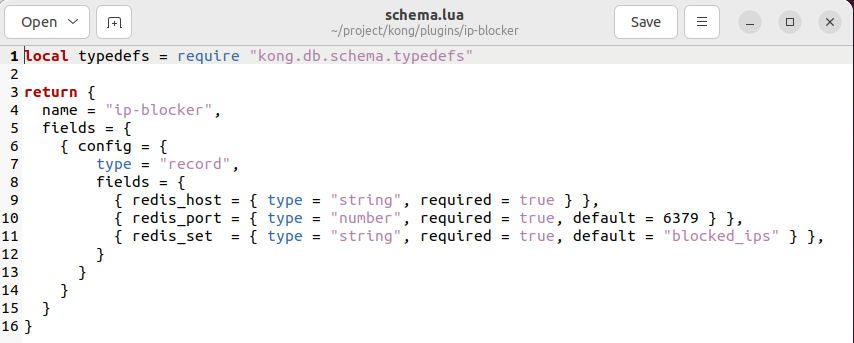 Open
schema.lua
~/project/kong/plugins/ip-blocker
Save
1 local typedefs = require "kong.db.schema.typedefs"
2
3 return {
4   name = "ip-blocker",
5   fields = {
6     { config = {
7         type = "record",
8         fields = {
9           { redis_host = { type = "string", required = true } },
10           { redis_port = { type = "number", required = true, default = 6379 } },
11           { redis_set  = { type = "string", required = true, default = "blocked_ips" } },
12         }
13       }
14     }
15   }
16 }